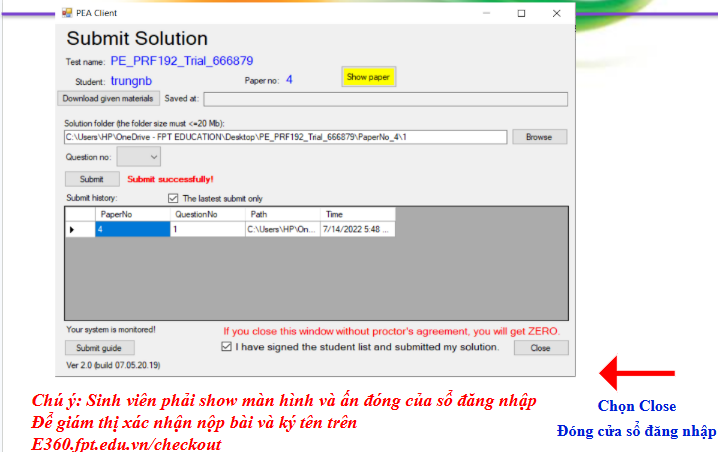 PEA Client
Submit Solution
Test name: PE_PRF192_Trial_666879
Student: trungnb Paper no: 4 Show paper
Download given materials Saved at:
Solution folder (the folder size must <=20 Mb):
C:\Users\HP\OneDrive - FPT EDUCATION\Desktop\PE_PRF192_Trial_666879\PaperNo_4\1 Browse
Question no:
Submit Submit successfully!
Submit history: The lastest submit only
PaperNo QuestionNo Path Time
4 1 C:\Users\HP\On... 7/14/2022 5:48 ...
Your system is monitored! If you close this window without proctor's agreement, you will get ZERO.
Submit guide I have signed the student list and submitted my solution. Close
Ver 2.0 (build 07.05.20.19)
Chú ý: Sinh viên phải show màn hình và ấn đóng của sổ đăng nhập
Để giám thị xác nhận nộp bài và ký tên trên
E360.fpt.edu.vn/checkout
Chọn Close
Đóng cửa sổ đăng nhập